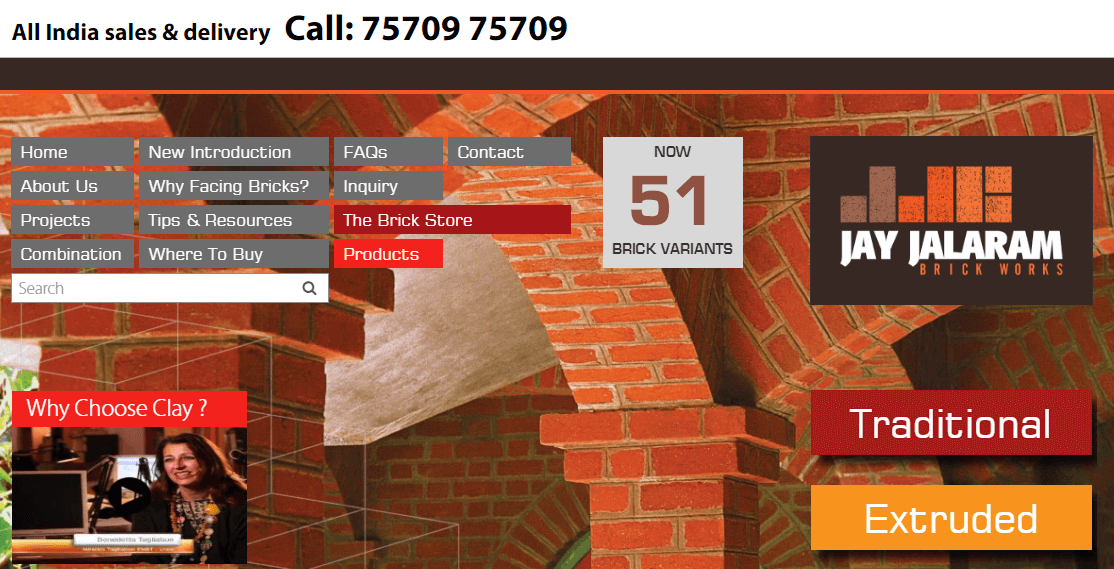 All India sales & delivery Call: 75709 75709
Home New Introduction FAQs Contact
About Us Why Facing Bricks? Inquiry
Projects Tips & Resources The Brick Store
Combination Where To Buy Products
Search
NOW
51
BRICK VARIANTS
JAY JALARAM
BRICK WORKS
Why Choose Clay ?
Benedetta Tagliabue
Traditional
Extruded